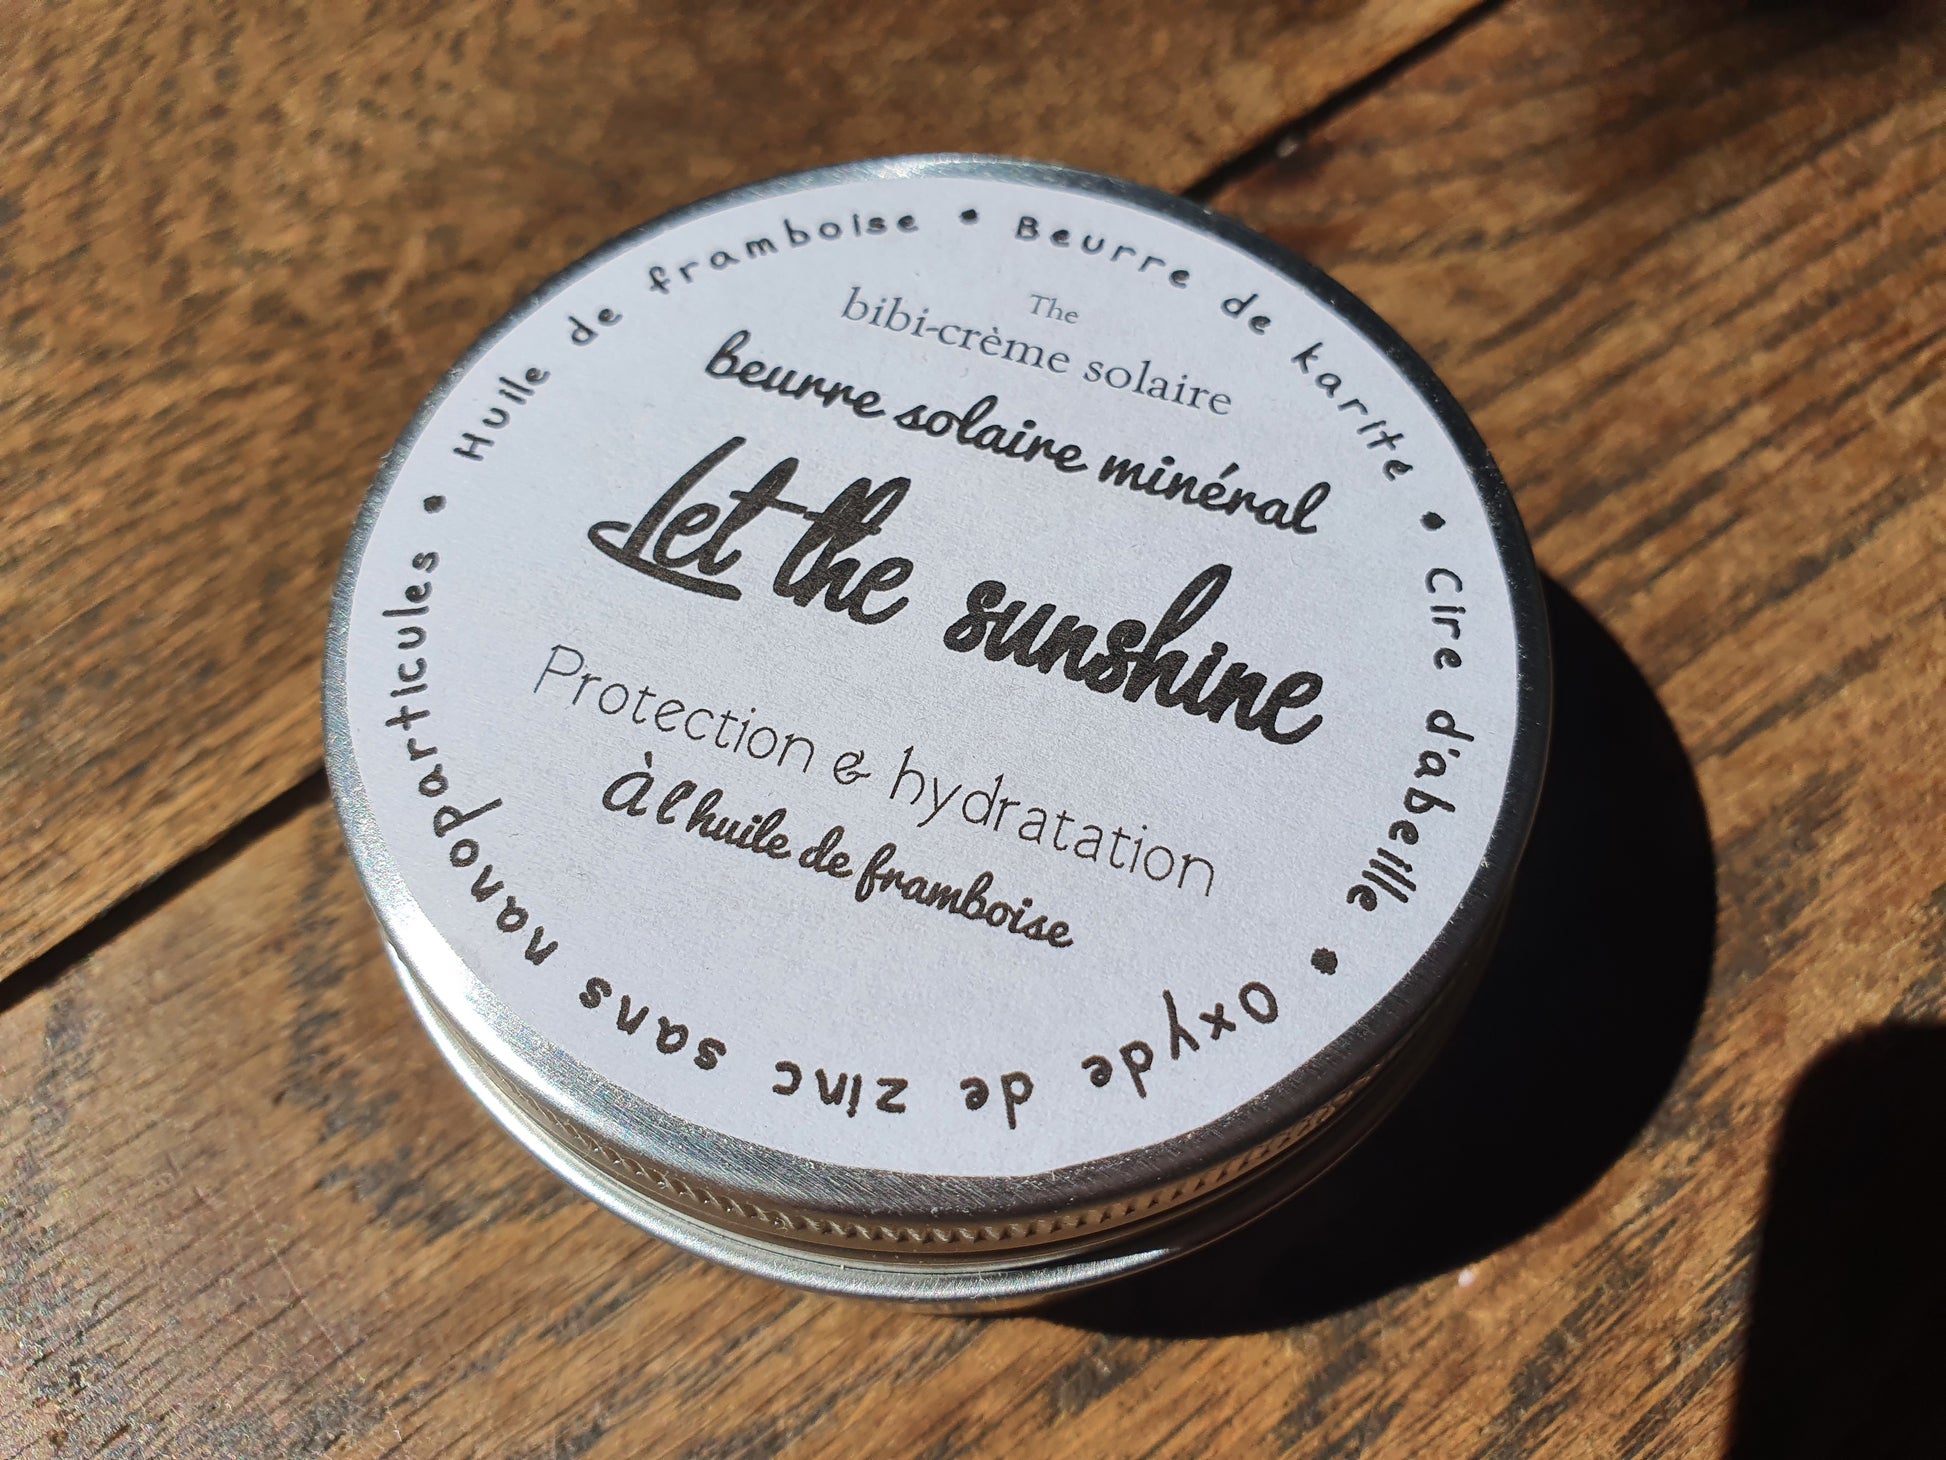 The
bibi-crème solaire
beurre solaire minéral
Let the sunshine
Protection & hydratation
À l'huile de framboise
• Huile de framboise • Beurre de karite • Cire d'abeille • Oxyde de zinc sans nanoparticules